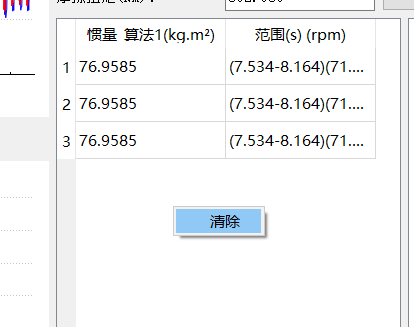 惯量 算法1(kg.m²) 范围(s) (rpm)
1 76.9585 (7.534-8.164)(71....
2 76.9585 (7.534-8.164)(71....
3 76.9585 (7.534-8.164)(71....
清除